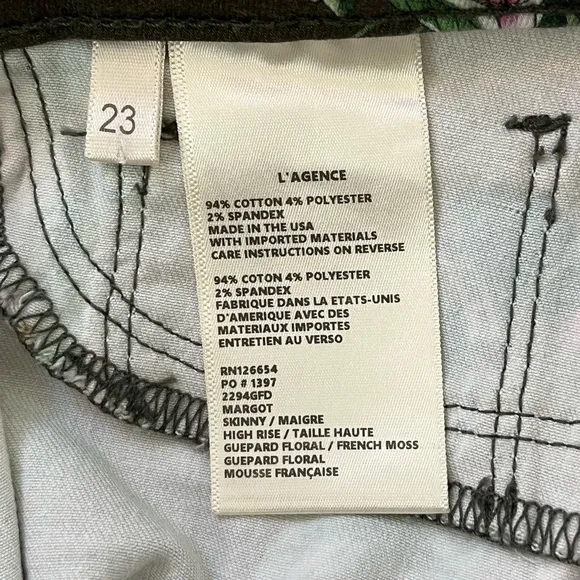 23
L'AGENCE
94% COTTON 4% POLYESTER
2% SPANDEX
MADE IN THE USA
WITH IMPORTED MATERIALS
CARE INSTRUCTIONS ON REVERSE
94% COTON 4% POLYESTER
2% SPANDEX
FABRIQUE DANS LA ETATS-UNIS
D'AMERIQUE AVEC DES
MATERIAUX IMPORTES
ENTRETIEN AU VERSO
RN126654
PO # 1397
2294GFD
MARGOT
SKINNY / MAIGRE
HIGH RISE / TAILLE HAUTE
GUEPARD FLORAL / FRENCH MOSS
GUEPARD FLORAL
MOUSSE FRANÇAISE